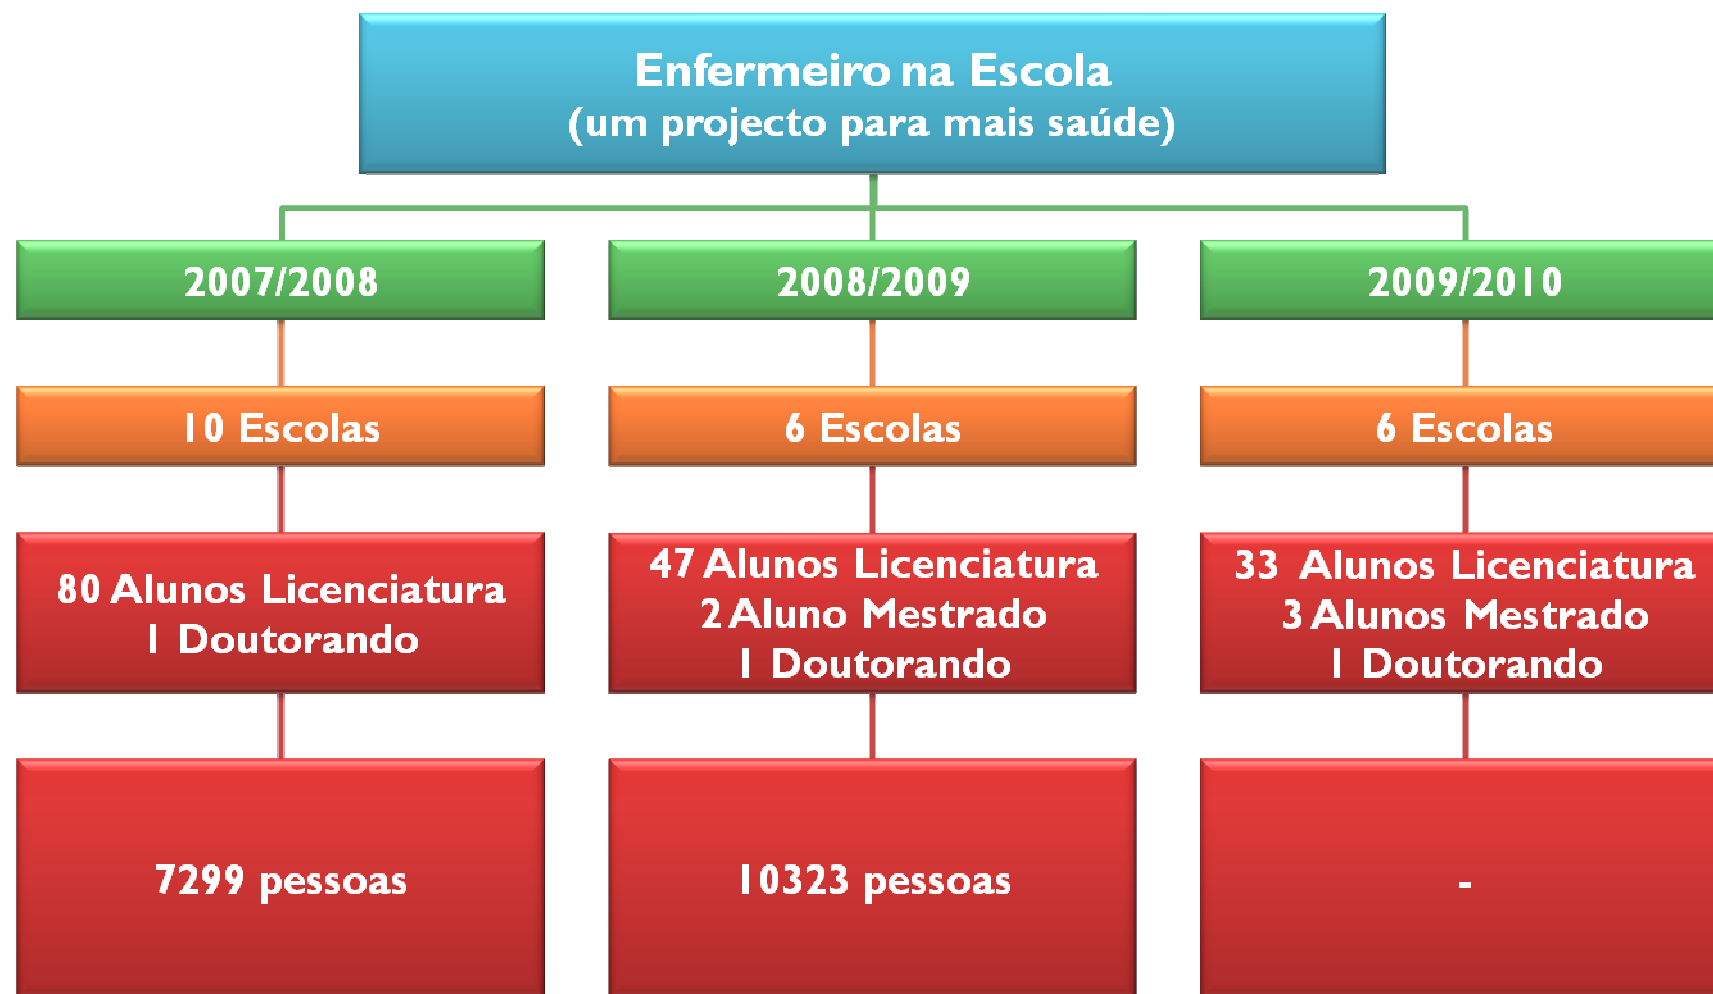 Enfermeiro na Escola
(um projecto para mais saúde)
2007/2008
2008/2009
2009/2010
10 Escolas
6 Escolas
6 Escolas
80 Alunos Licenciatura
1 Doutorando
47 Alunos Licenciatura
2 Aluno Mestrado
1 Doutorando
33 Alunos Licenciatura
3 Alunos Mestrado
1 Doutorando
7299 pessoas
10323 pessoas
-